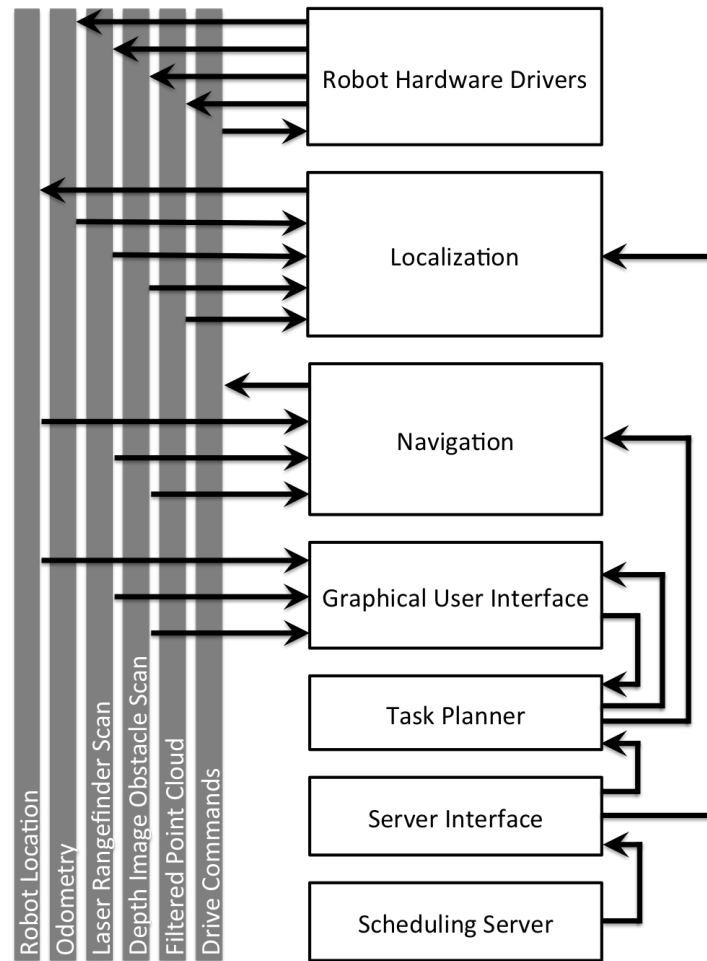 Robot Hardware Drivers
Localization
Navigation
Graphical User Interface
Task Planner
Server Interface
Scheduling Server
Robot Location
Odometry
Laser Rangefinder Scan
Depth Image Obstacle Scan
Filtered Point Cloud
Drive Commands